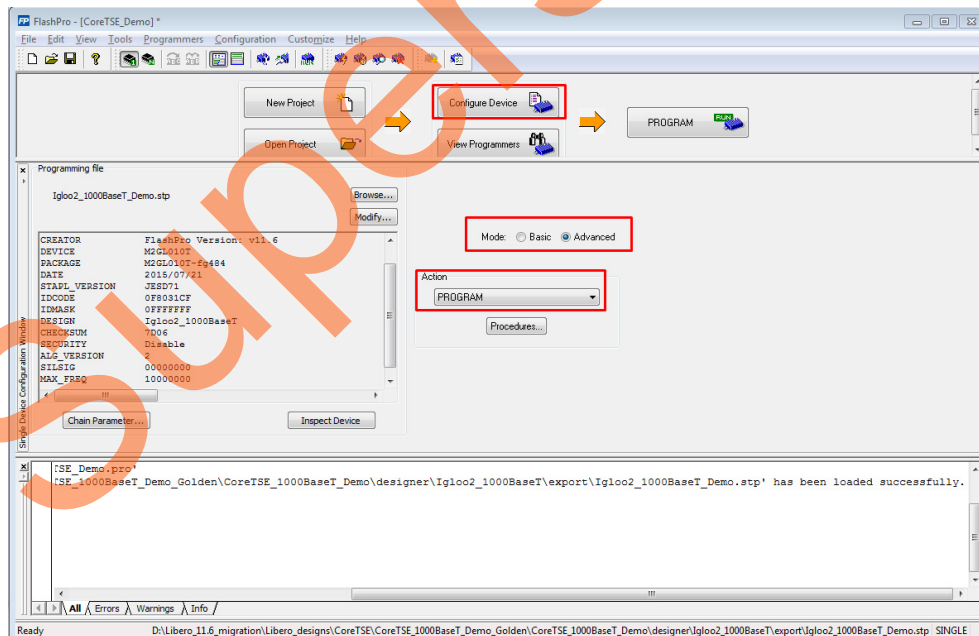 FP FlashPro - [CoreTSE_Demo] *
File Edit View Tools Programmers Configuration Customize Help
New Project
Open Project
Configure Device
View Programmers
RUN
PROGRAM
Programming file
Igloo2_1000BaseT_Demo.stp
Browse...
Modify...
CREATOR FlashPro Version: v11.6
DEVICE M2GL010T
PACKAGE M2GL010T-fg484
DATE 2015/07/21
STAPL_VERSION JESD71
IDCODE 0F8031CF
IDMASK 0FFFFFFF
DESIGN Igloo2_1000BaseT
CHECKSUM 7D06
SECURITY Disable
ALG_VERSION 2
SILSIG 00000000
MAX_FREQ 10000000
Chain Parameter...
Inspect Device
Mode: Basic Advanced
Action
PROGRAM
Procedures...
Single Device Configuration Window
TSE_Demo.pro'
TSE_1000BaseT_Demo_Golden\CoreTSE_1000BaseT_Demo\designer\Igloo2_1000BaseT\export\Igloo2_1000BaseT_Demo.stp' has been loaded successfully.
All Errors Warnings Info
Ready D:\Libero_11.6_migration\Libero_designs\CoreTSE\CoreTSE_1000BaseT_Demo_Golden\CoreTSE_1000BaseT_Demo\designer\Igloo2_1000BaseT\export\Igloo2_1000BaseT_Demo.stp SINGLE
Supers